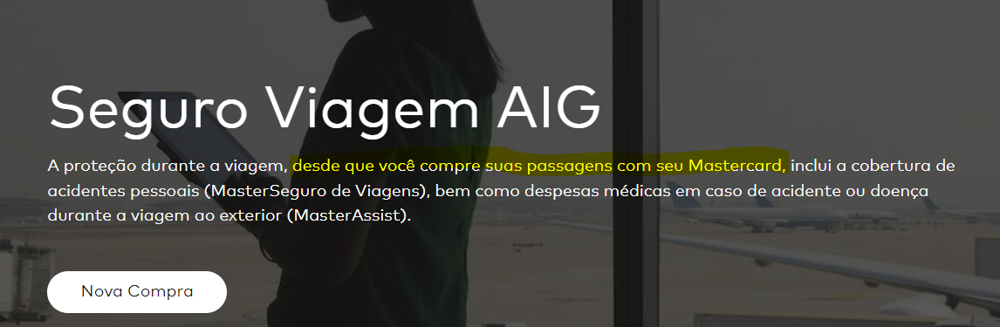 Seguro Viagem AIG
A proteção durante a viagem, desde que você compre suas passagens com seu Mastercard, inclui a cobertura de
acidentes pessoais (MasterSeguro de Viagens), bem como despesas médicas em caso de acidente ou doença
durante a viagem ao exterior (MasterAssist).
Nova Compra